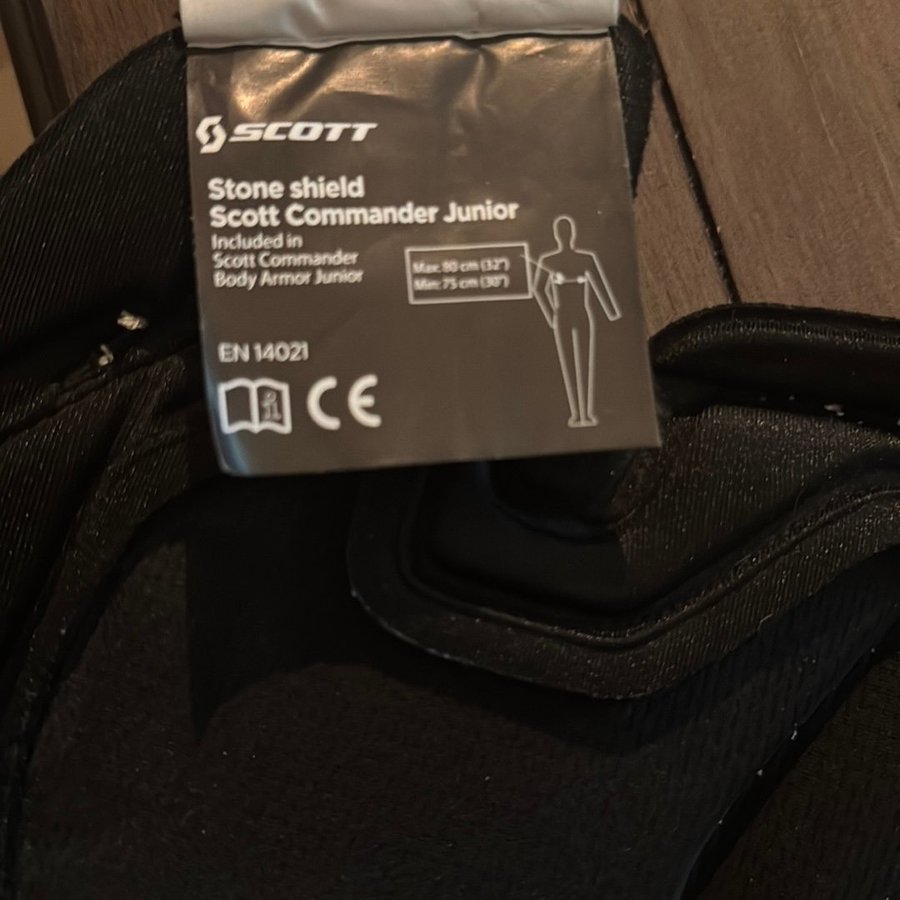 SCOTT
Stone shield
Scott Commander Junior
Included in
Scott Commander
Body Armor Junior
Max: 80 cm (32")
Min: 75 cm (30")
EN 14021
CE